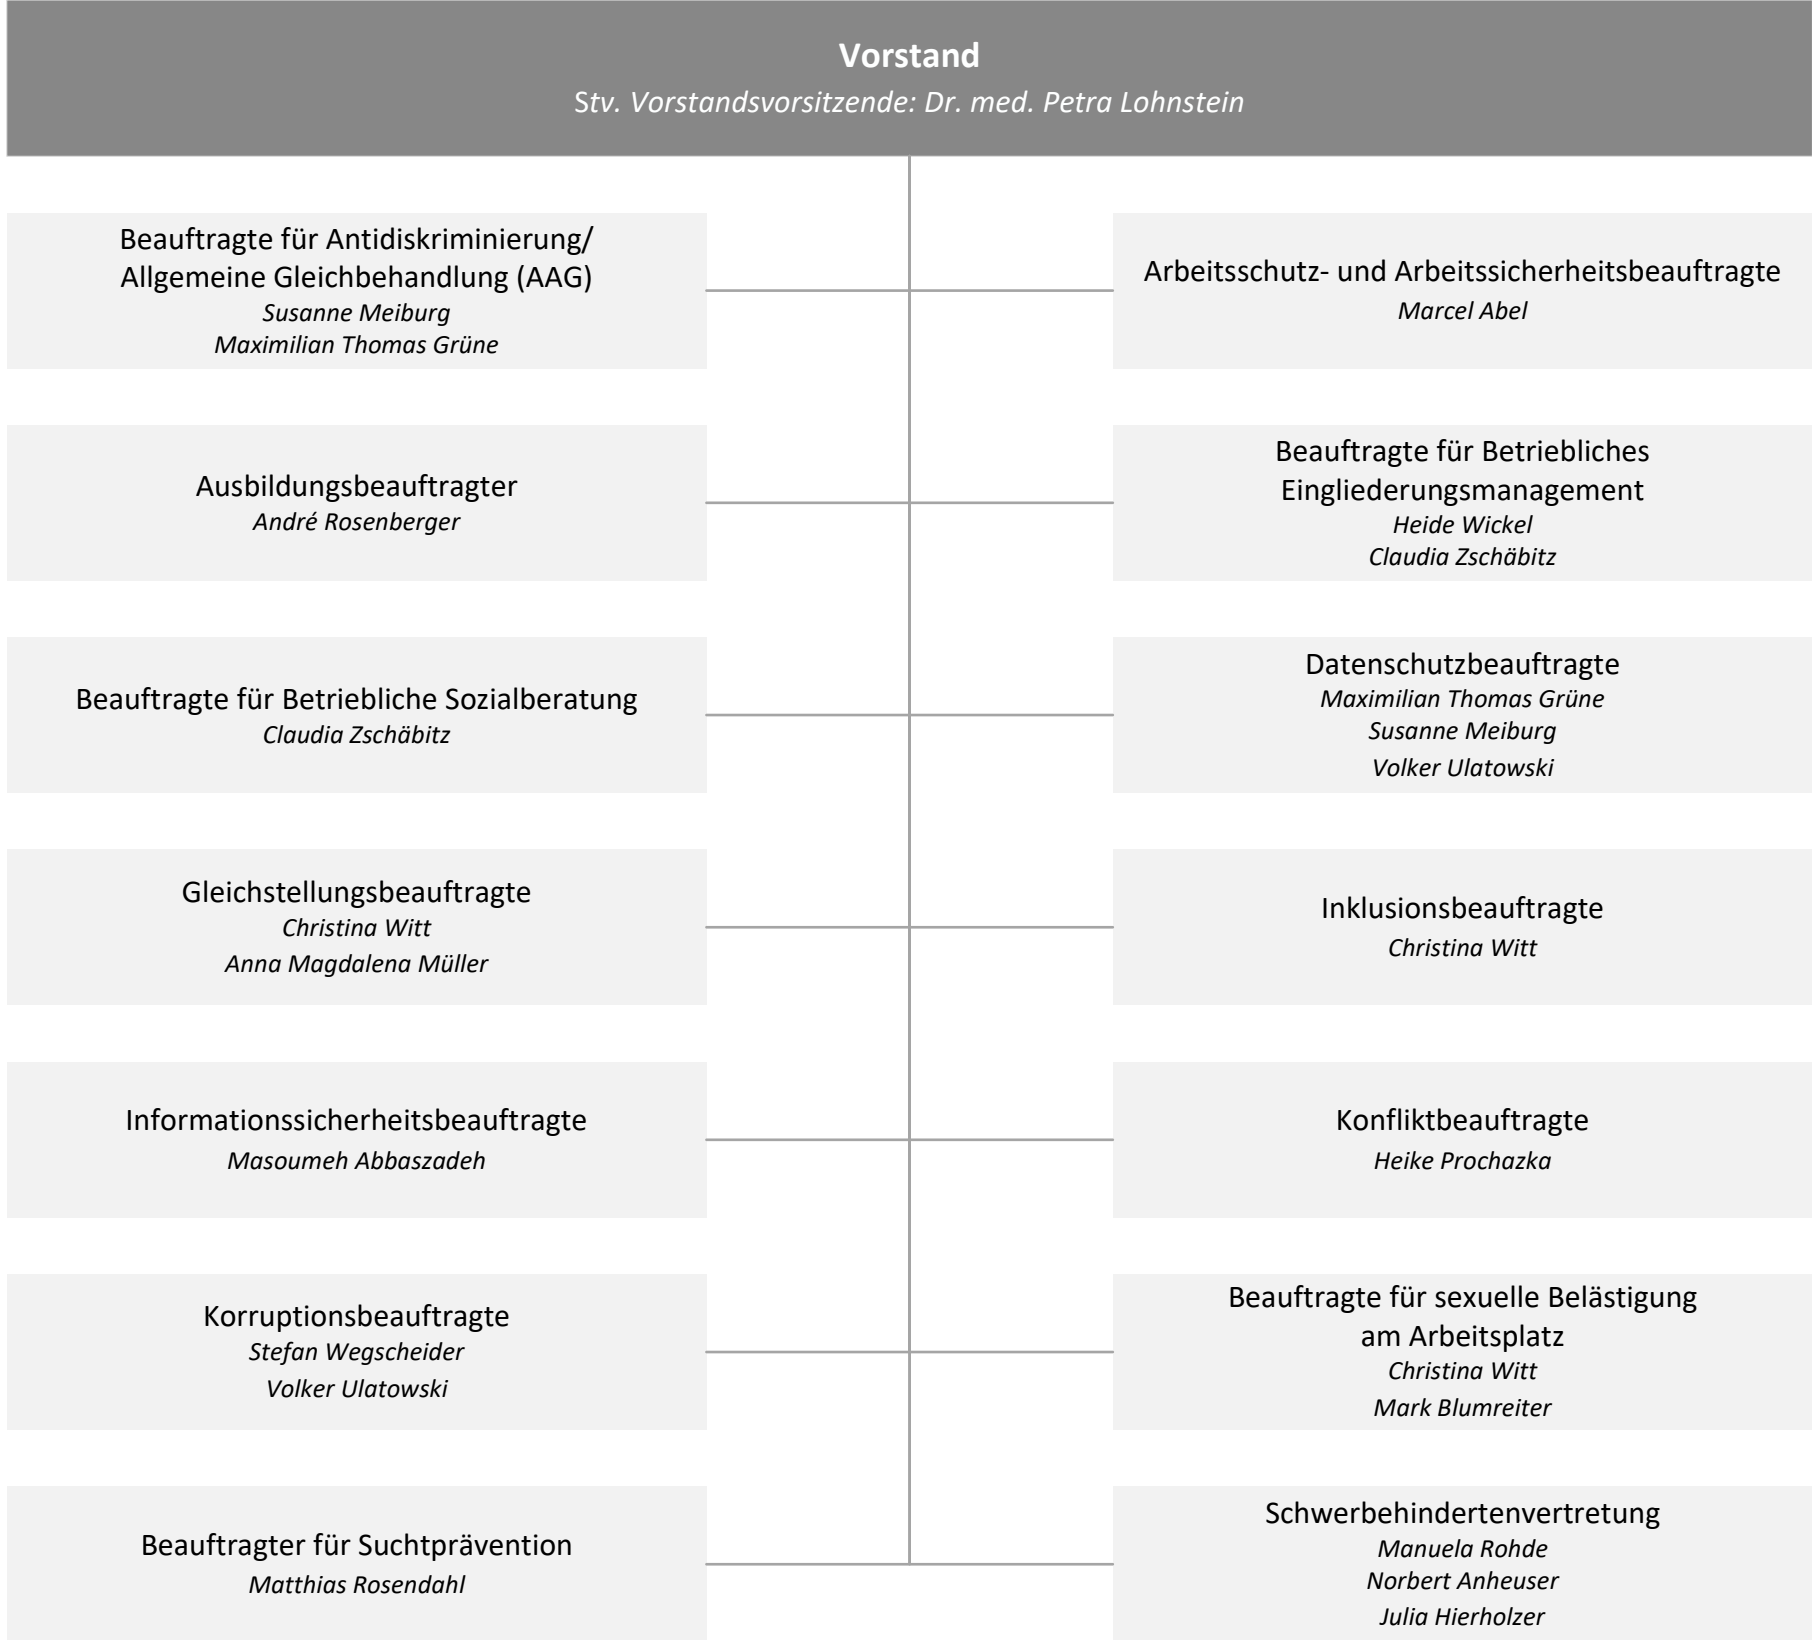 Vorstand
Stv. Vorstandsvorsitzende: Dr. med. Petra Lohnstein
Beauftragte für Antidiskriminierung/
Allgemeine Gleichbehandlung (AAG)
Susanne Meiburg
Maximilian Thomas Grüne
Arbeitsschutz- und Arbeitssicherheitsbeauftragte
Marcel Abel
Ausbildungsbeauftragter
André Rosenberger
Beauftragte für Betriebliches
Eingliederungsmanagement
Heide Wickel
Claudia Zschäbitz
Beauftragte für Betriebliche Sozialberatung
Claudia Zschäbitz
Datenschutzbeauftragte
Maximilian Thomas Grüne
Susanne Meiburg
Volker Ulatowski
Gleichstellungsbeauftragte
Christina Witt
Anna Magdalena Müller
Inklusionsbeauftragte
Christina Witt
Informationssicherheitsbeauftragte
Masoumeh Abbaszadeh
Konfliktbeauftragte
Heike Prochazka
Korruptionsbeauftragte
Stefan Wegscheider
Volker Ulatowski
Beauftragte für sexuelle Belästigung
am Arbeitsplatz
Christina Witt
Mark Blumreiter
Beauftragter für Suchtprävention
Matthias Rosendahl
Schwerbehindertenvertretung
Manuela Rohde
Norbert Anheuser
Julia Hierholzer